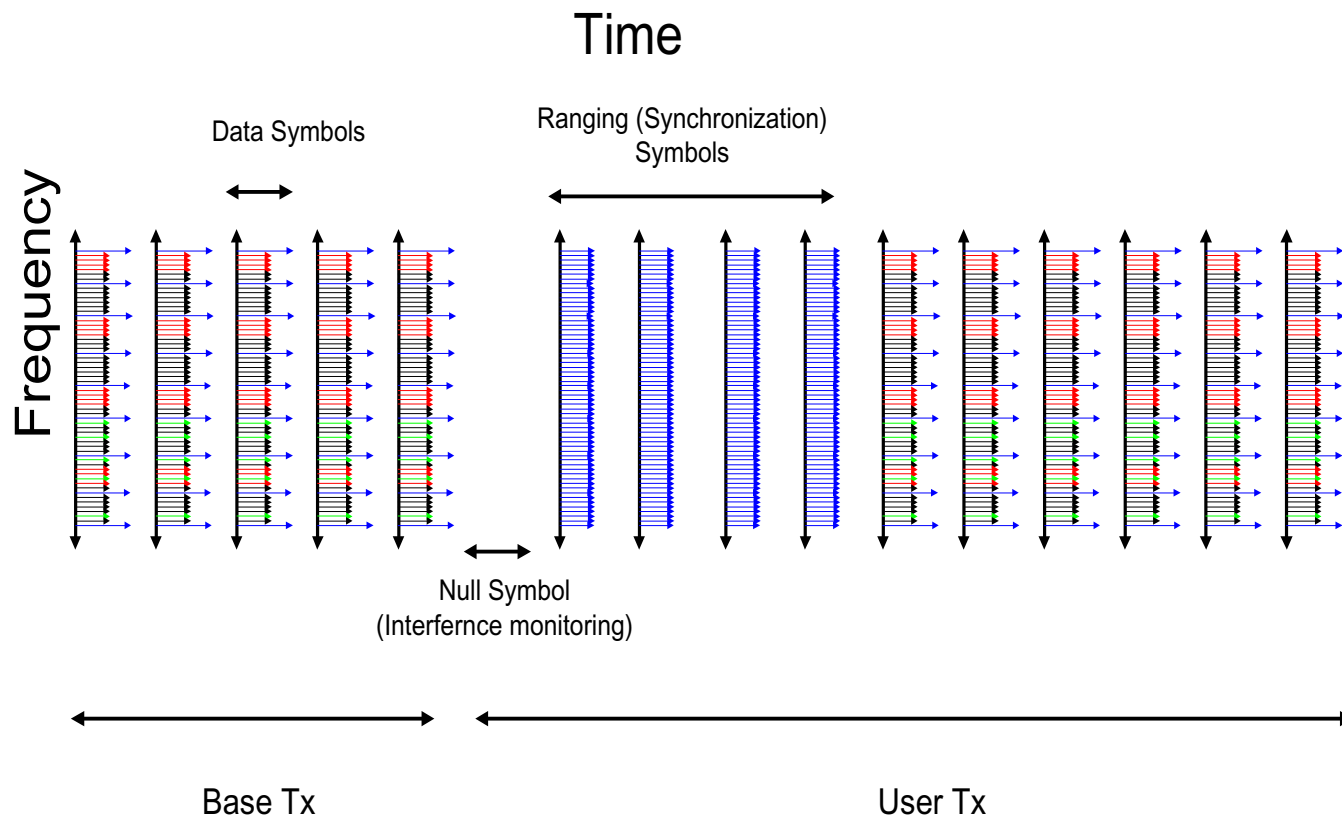 Time
Data Symbols
Ranging (Synchronization)
Symbols
Frequency
Null Symbol
(Interfernce monitoring)
Base Tx
User Tx